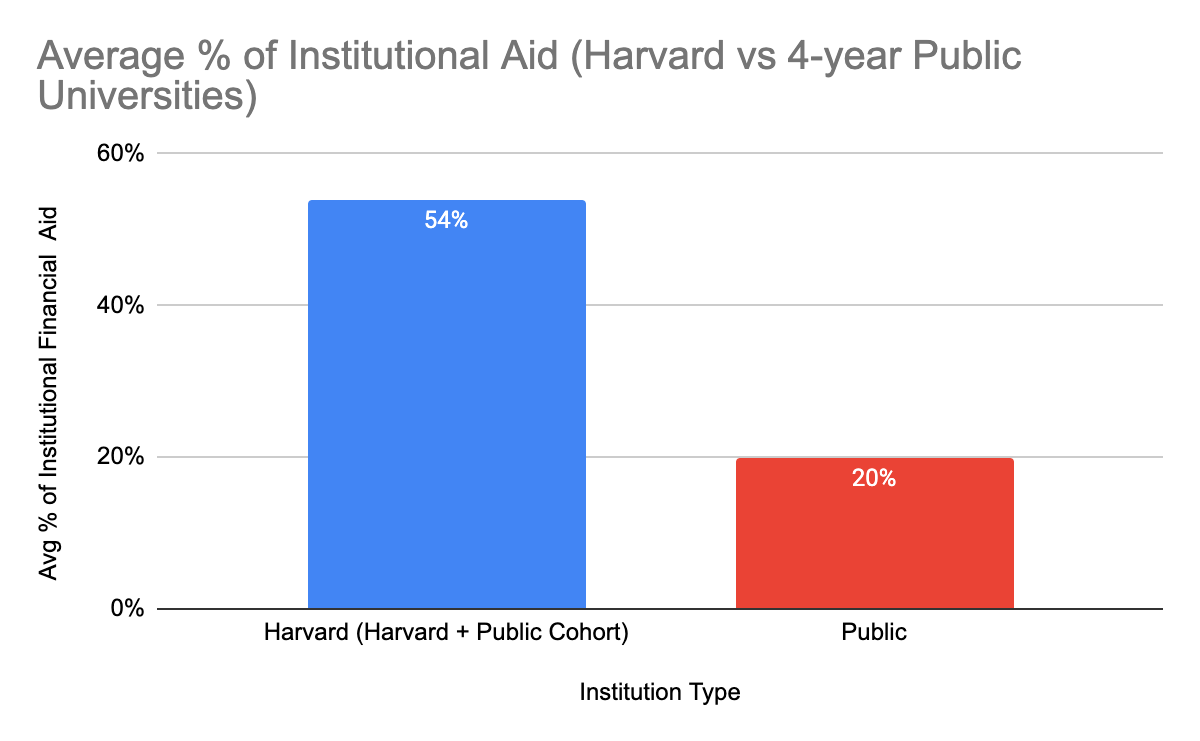 Average % of Institutional Aid (Harvard vs 4-year Public
Universities)
60%
40%
20%
0%
Avg % of Institutional Financial Aid
54%
20%
Harvard (Harvard + Public Cohort)
Public
Institution Type